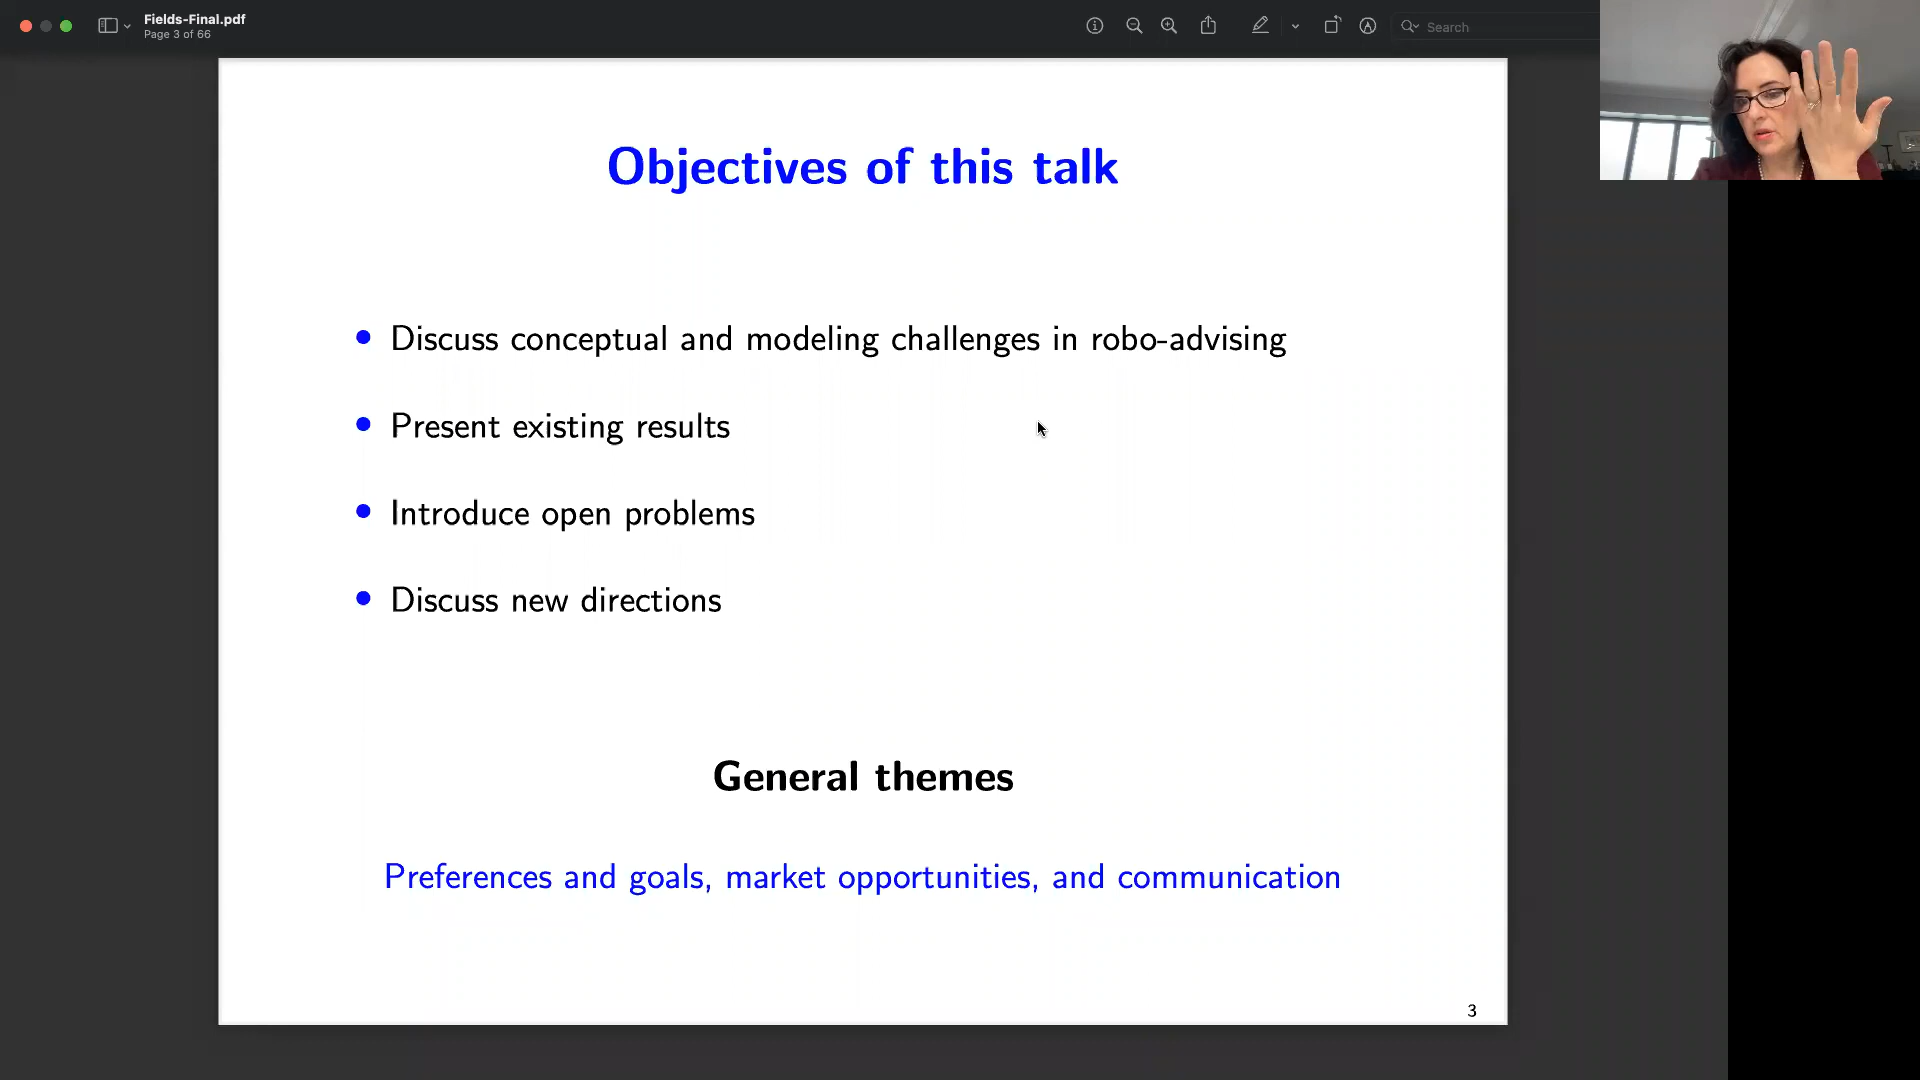 Fields-Final.pdf
Page 3 of 66
Search
Objectives of this talk
• Discuss conceptual and modeling challenges in robo-advising
• Present existing results
• Introduce open problems
• Discuss new directions
General themes
Preferences and goals, market opportunities, and communication
3